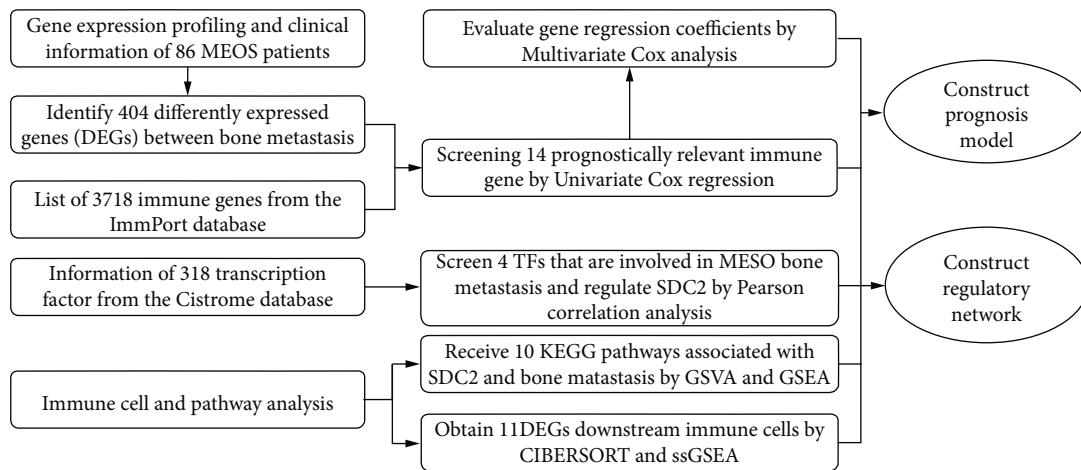 Gene expression profiling and clinical
information of 86 MEOS patients
Identify 404 differently expressed
genes (DEGs) between bone metastasis
List of 3718 immune genes from the
ImmPort database
Information of 318 transcription
factor from the Cistrome database
Immune cell and pathway analysis
Evaluate gene regression coefficients by
Multivariate Cox analysis
Screening 14 prognostically relevant immune
gene by Univariate Cox regression
Screen 4 TFs that are involved in MESO bone
metastasis and regulate SDC2 by Pearson
correlation analysis
Receive 10 KEGG pathways associated with
SDC2 and bone matastasis by GSVA and GSEA
Obtain 11DEGs downstream immune cells by
CIBERSORT and ssGSEA
Construct
prognosis
model
Construct
regulatory
network